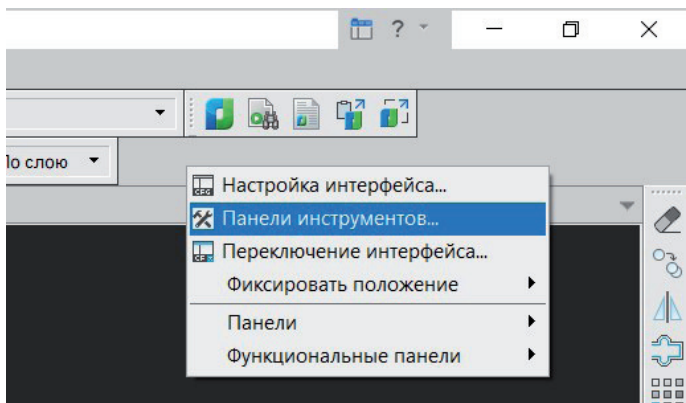 ?
По слою
Настройка интерфейса...
Панели инструментов...
Переключение интерфейса...
Фиксировать положение
Панели
Функциональные панели